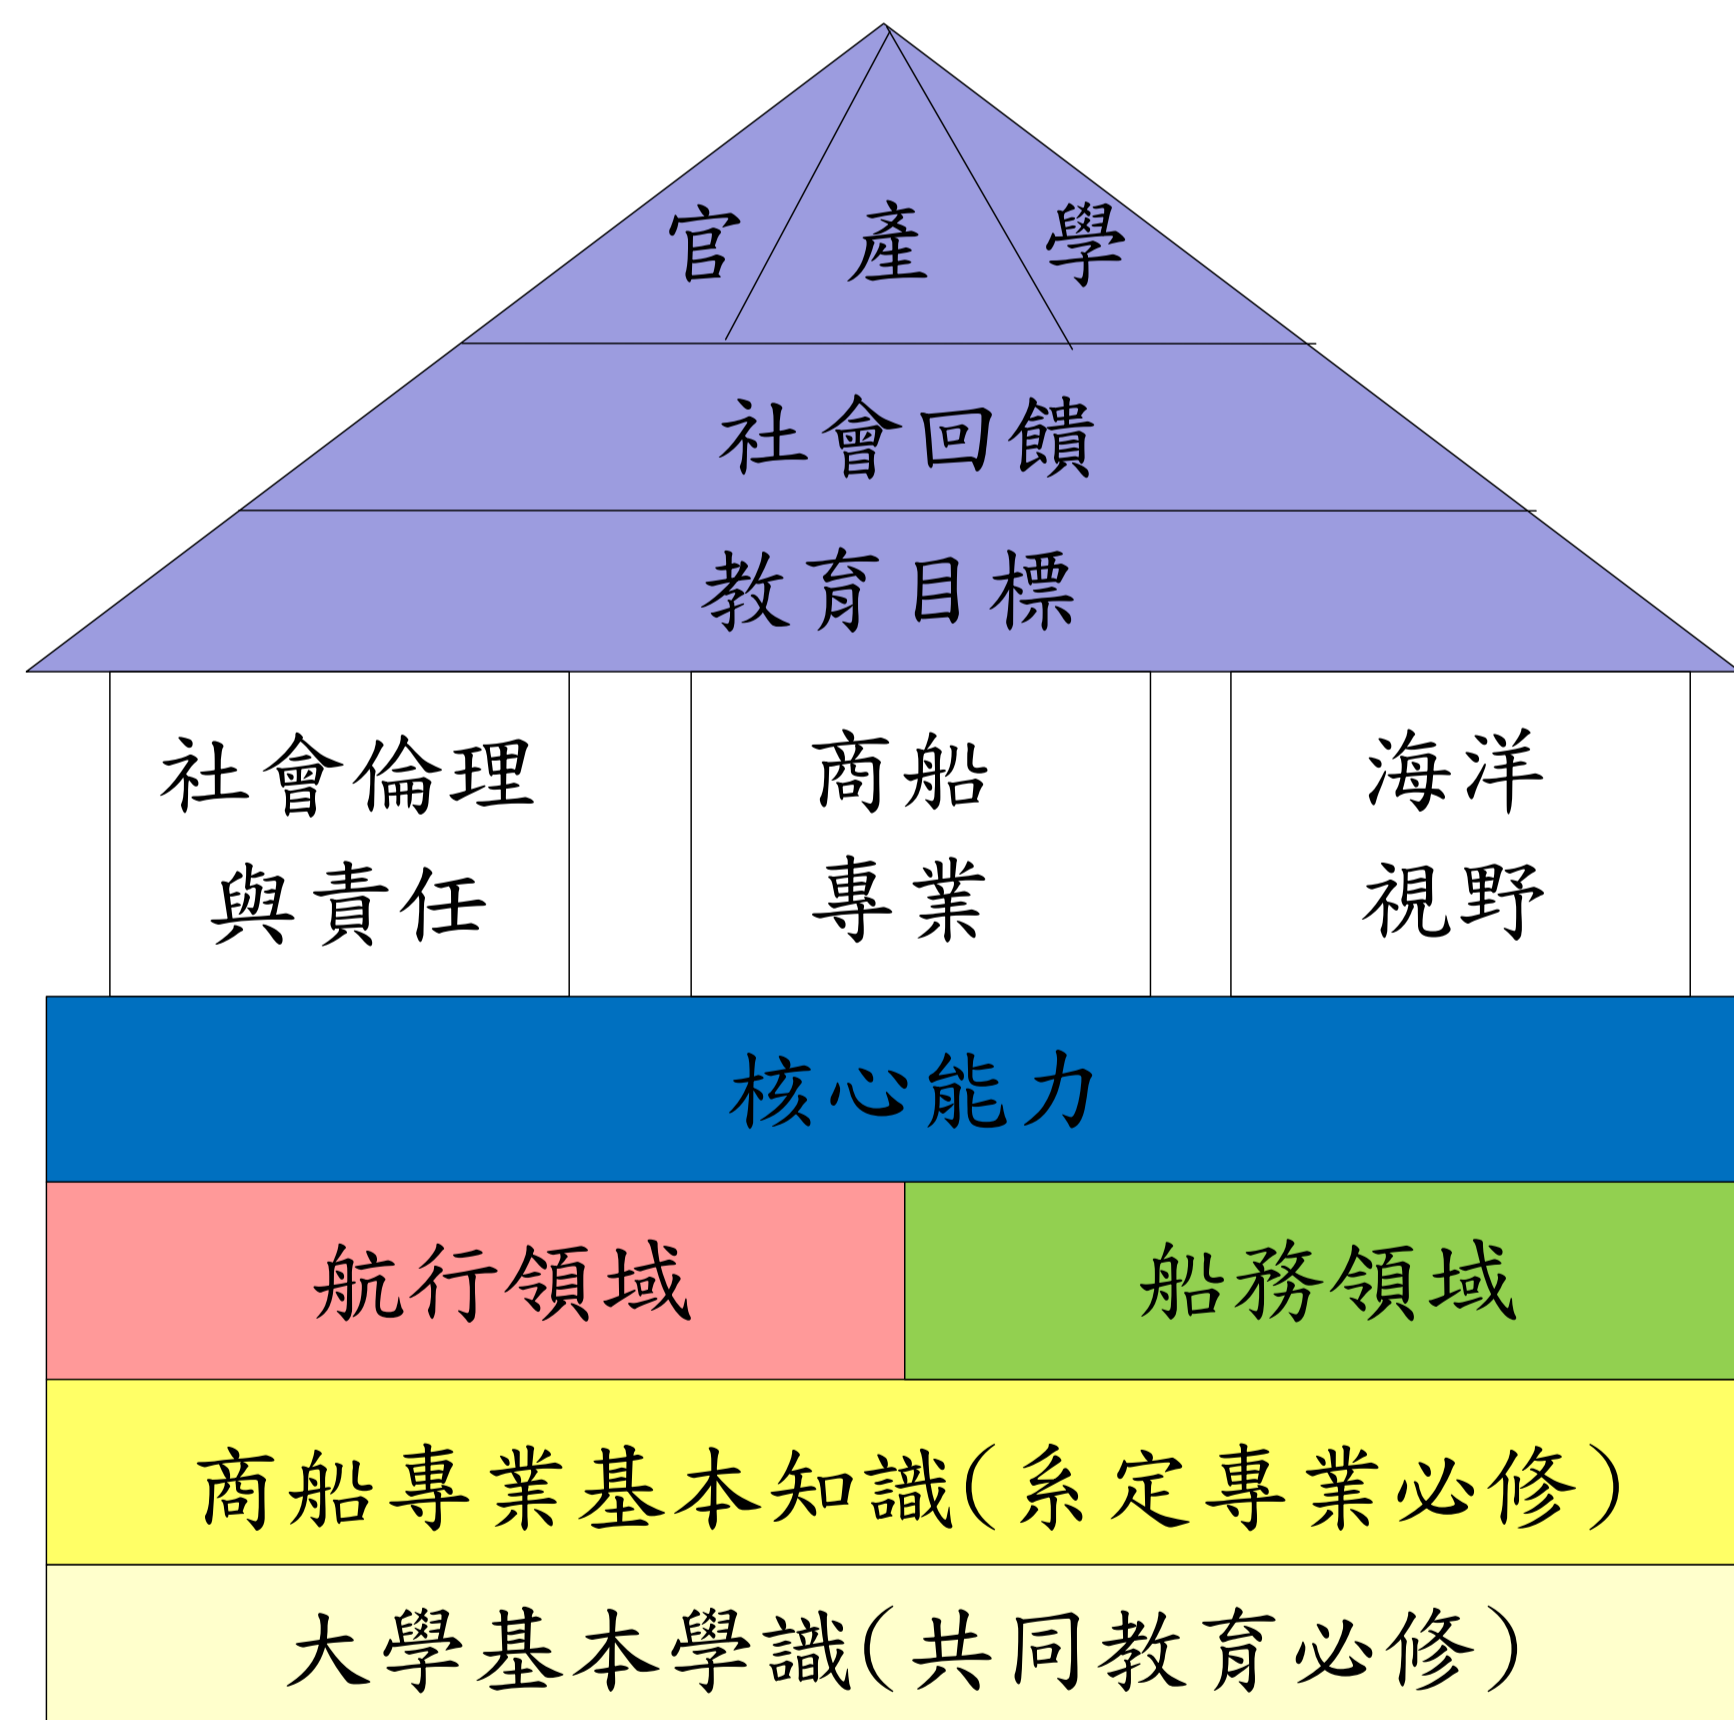 官 產 學
社會回饋
教育目標
社會倫理
與責任
商船
專業
海洋
視野
核心能力
航行領域
船務領域
商船專業基本知識(系定專業必修)
大學基本學識(共同教育必修)